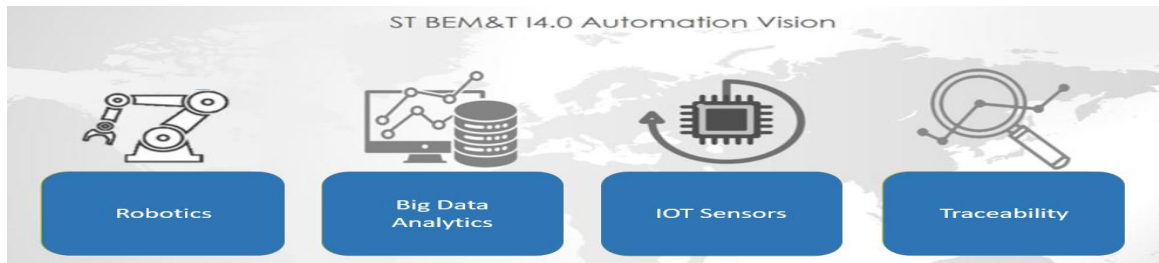 ST BEM&T I4.0 Automation Vision
Robotics
Big Data
Analytics
IOT Sensors
Traceability